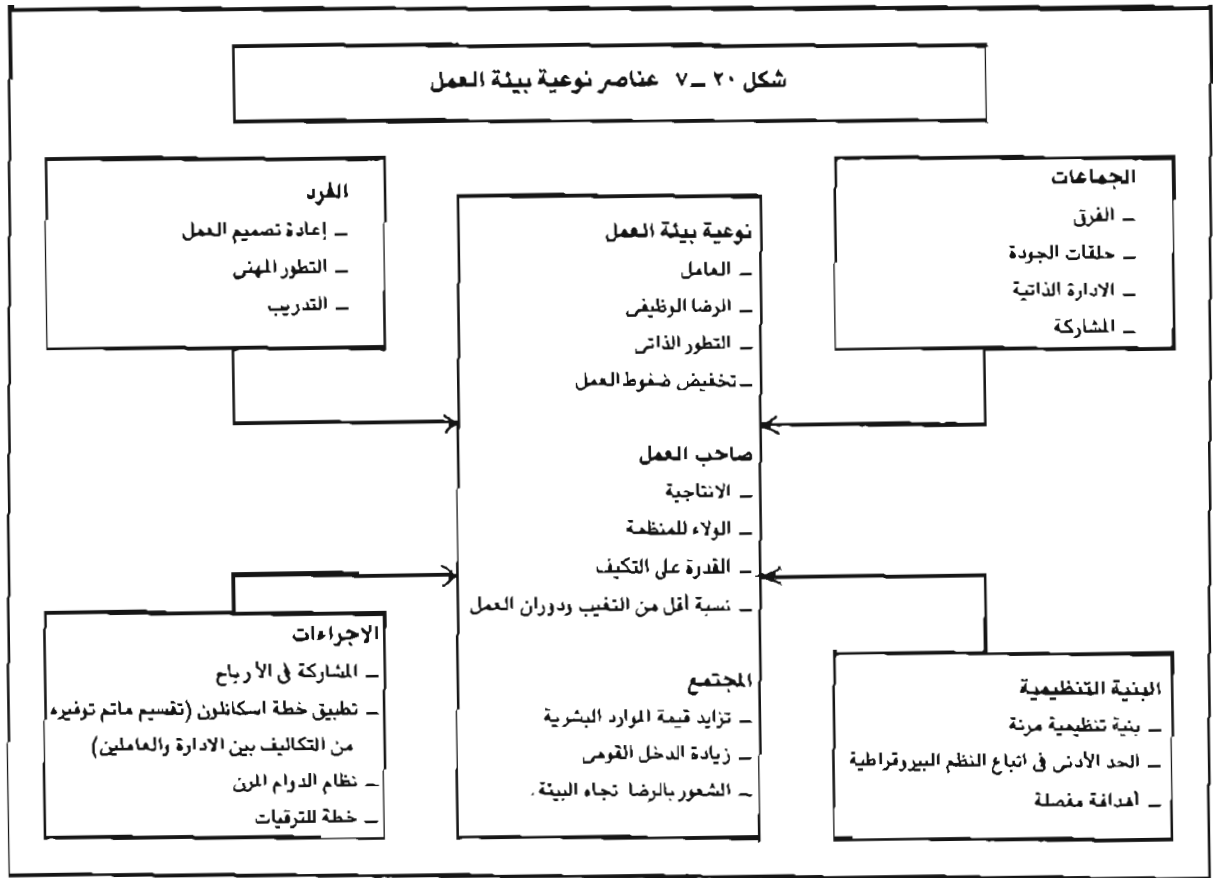 شكل ٢٠ – ٧ عناصر نوعية بيئة العمل
الجماعات
– الفرق
– حلقات الجودة
– الادارة الذاتية
– المشاركة
نوعية بيئة العمل
– العامل
– الرضا الوظيفى
– التطور الذاتى
– تخفيض ضغوط العمل
صاحب العمل
– الانتاجية
– الولاء للمنظمة
– القدرة على التكيف
– نسبة أقل من التغيب ودوران العمل
المجتمع
– تزايد قيمة الموارد البشرية
– زيادة الدخل القومى
– الشعور بالرضا تجاه البيئة.
الفرد
– إعادة تصميم العمل
– التطور المهنى
– التدريب
البنية التنظيمية
– بنية تنظيمية مرنة
– الحد الأدنى فى اتباع النظم البيروقراطية
– أهدافة مفصلة
الاجراءات
– المشاركة فى الأرباح
– تطبيق خطة اسكانلون (تقسيم ماتم توفيره
من التكاليف بين الادارة والعاملين)
– نظام الدوام المرن
– خطة للترقيات